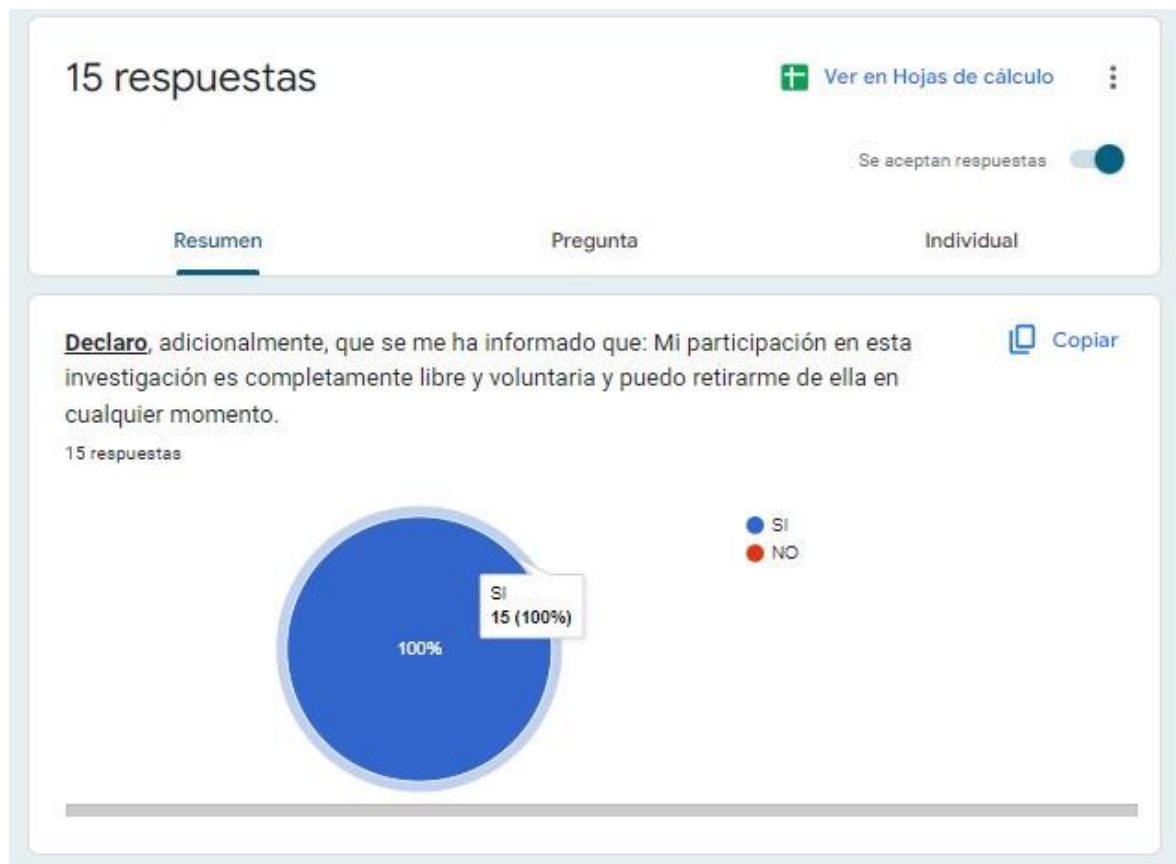 15 respuestas
Ver en Hojas de cálculo
Se aceptan respuestas
Resumen
Pregunta
Individual
Declaro, adicionalmente, que se me ha informado que: Mi participación en esta
investigación es completamente libre y voluntaria y puedo retirarme de ella en
cualquier momento.
Copiar
15 respuestas
SI
NO
SI
15 (100%)
100%